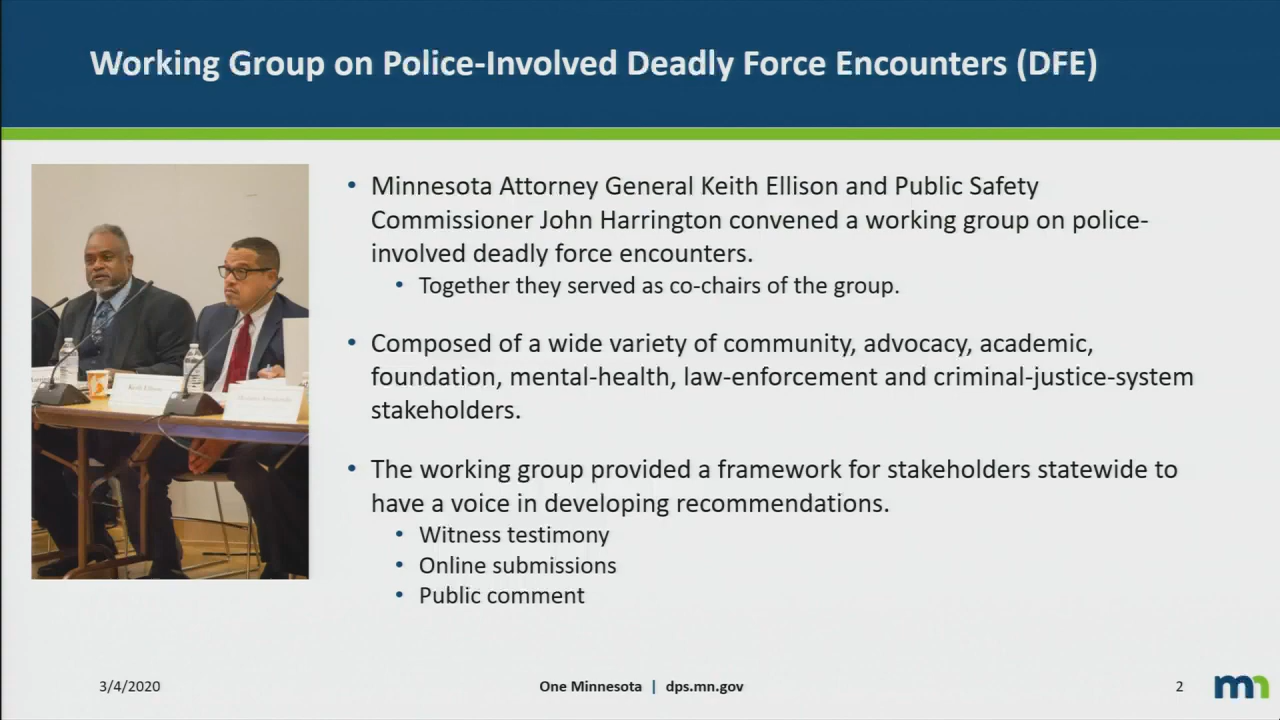 Working Group on Police-Involved Deadly Force Encounters (DFE)
• Minnesota Attorney General Keith Ellison and Public Safety
Commissioner John Harrington convened a working group on police-
involved deadly force encounters.
• Together they served as co-chairs of the group.
• Composed of a wide variety of community, advocacy, academic,
foundation, mental-health, law-enforcement and criminal-justice-system
stakeholders.
• The working group provided a framework for stakeholders statewide to
have a voice in developing recommendations.
• Witness testimony
• Online submissions
• Public comment
Keith Ellison
3/4/2020
One Minnesota | dps.mn.gov
2
mn